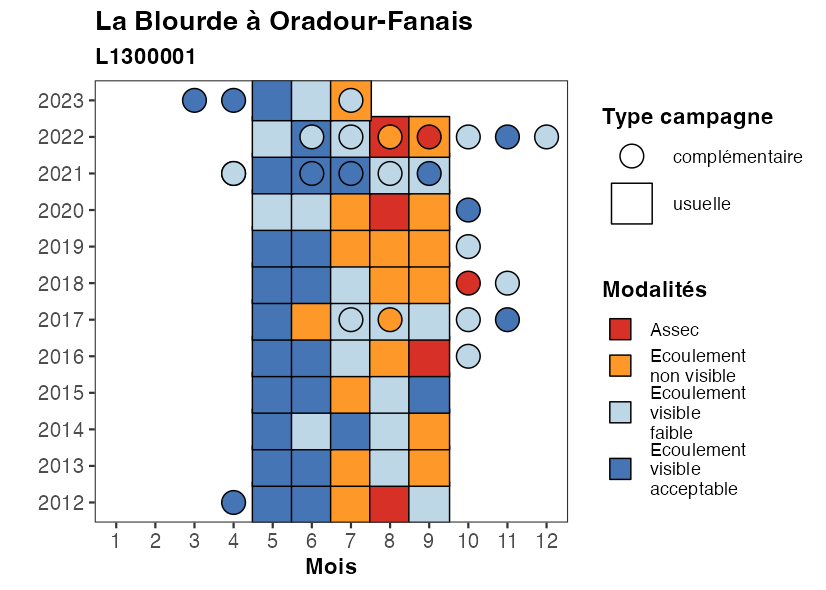 La Blourde à Oradour-Fanais
L1300001
2023
2022
2021
2020
2019
2018
2017
2016
2015
2014
2013
2012
1 2 3 4 5 6 7 8 9 10 11 12
Mois
Type campagne
complémentaire
usuelle
Modalités
Assec
Ecoulement
non visible
Ecoulement
visible
faible
Ecoulement
visible
acceptable